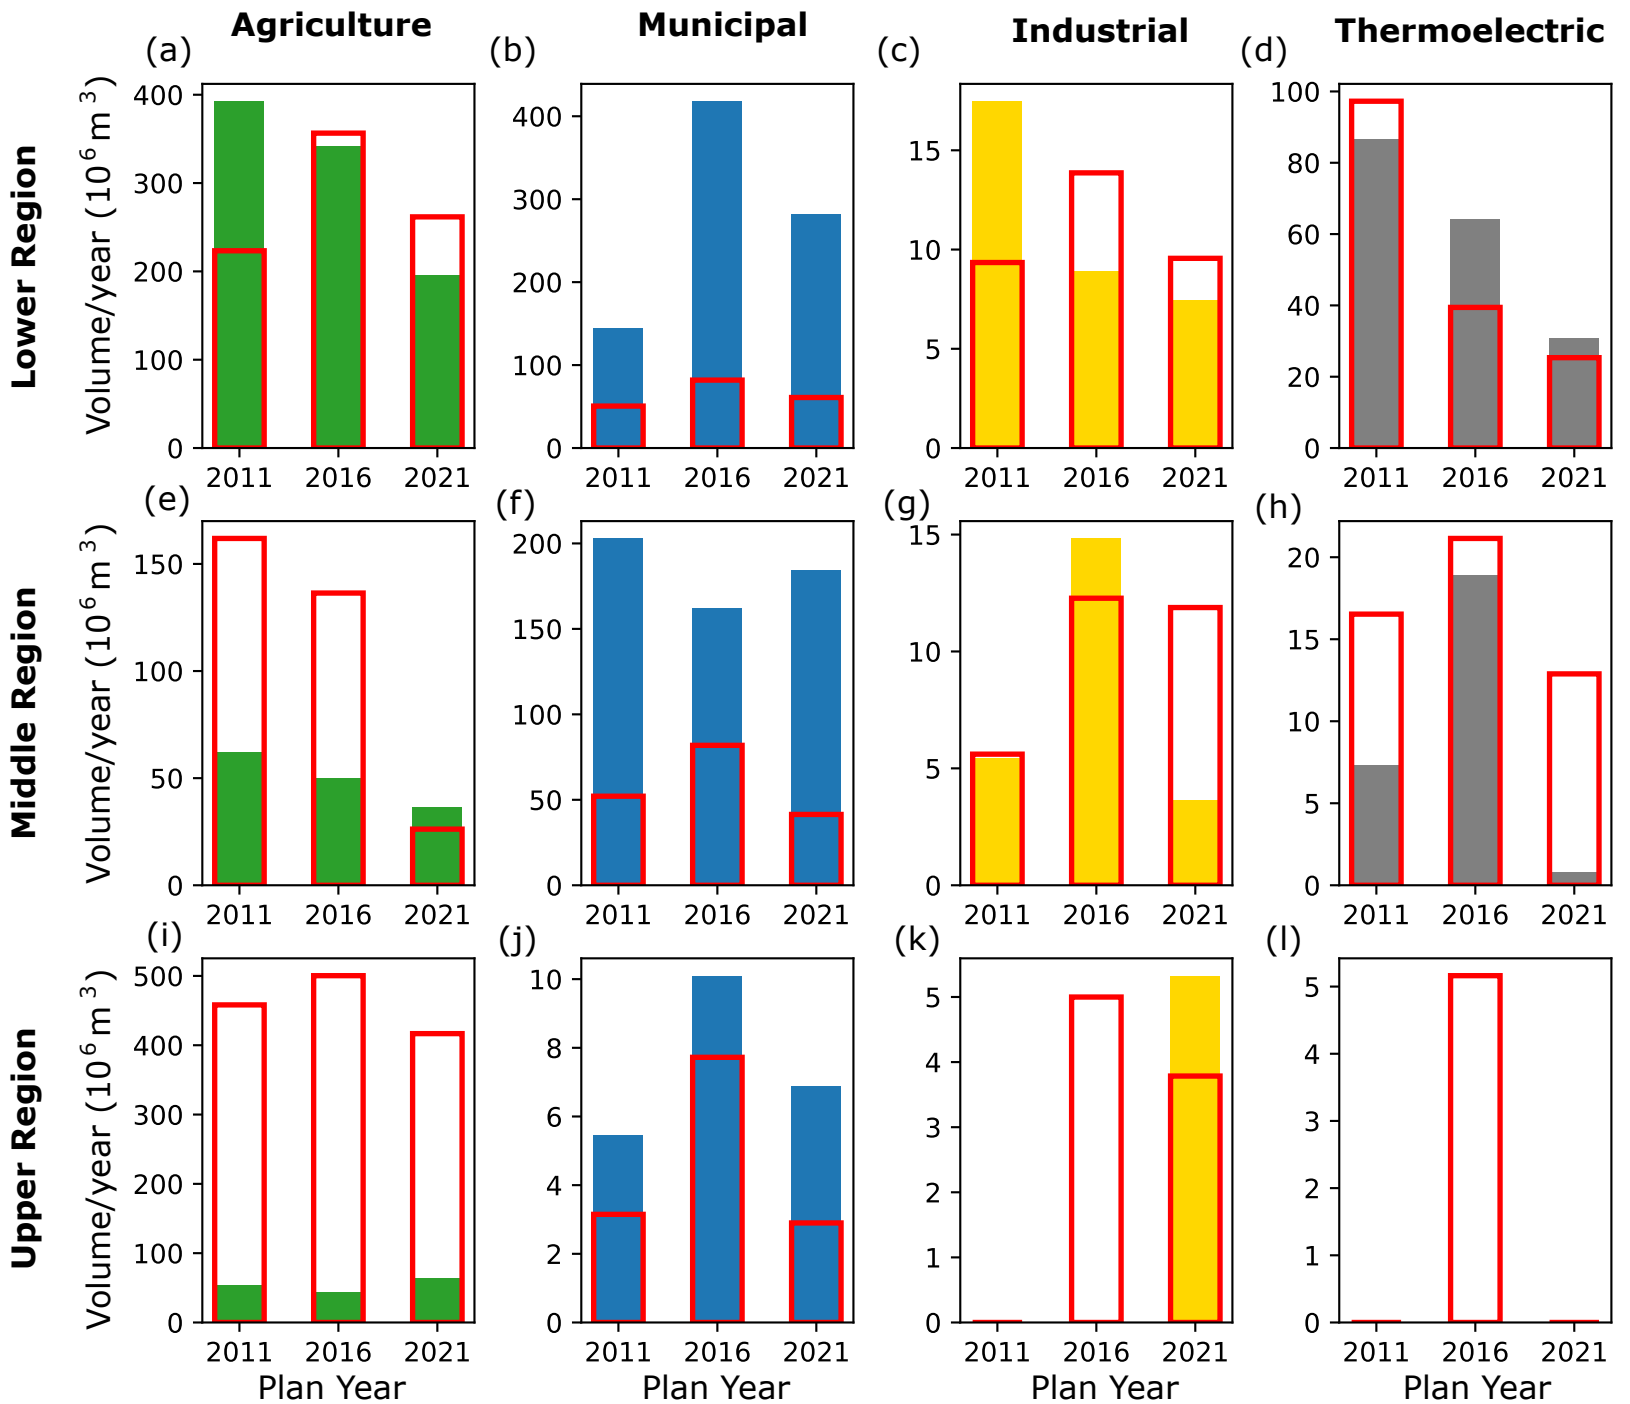 Agriculture Municipal Industrial Thermoelectric
(a) (b) (c) (d)
Lower Region
Volume/year (10⁶ m³)
400
300
200
100
0
2011 2016 2021
400
300
200
100
0
2011 2016 2021
15
10
5
0
2011 2016 2021
100
80
60
40
20
0
2011 2016 2021
(e) (f) (g) (h)
Middle Region
Volume/year (10⁶ m³)
150
100
50
0
2011 2016 2021
200
150
100
50
0
2011 2016 2021
15
10
5
0
2011 2016 2021
20
15
10
5
0
2011 2016 2021
(i) (j) (k) (l)
Upper Region
Volume/year (10⁶ m³)
500
400
300
200
100
0
2011 2016 2021
Plan Year
10
8
6
4
2
0
2011 2016 2021
Plan Year
5
4
3
2
1
0
2011 2016 2021
Plan Year
5
4
3
2
1
0
2011 2016 2021
Plan Year